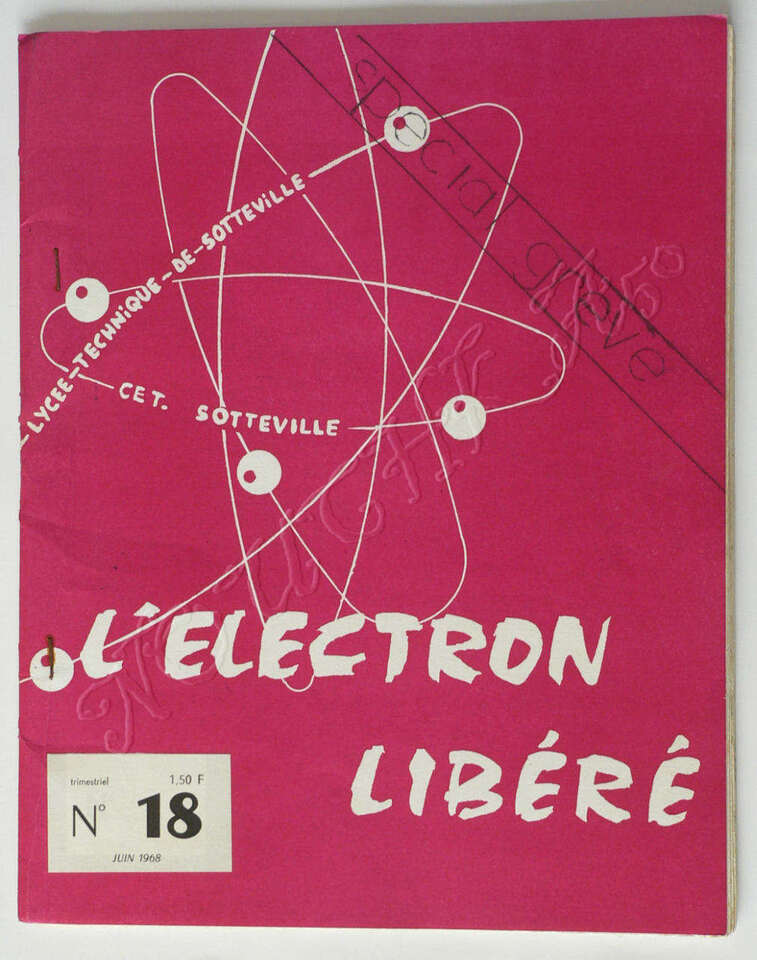 spécial grève
LYCEE-TECHNIQUE-DE-SOTTEVILLE
CET. SOTTEVILLE
L'ELECTRON
LIBÉRÉ
trimestriel 1,50 F
N° 18
JUIN 1968